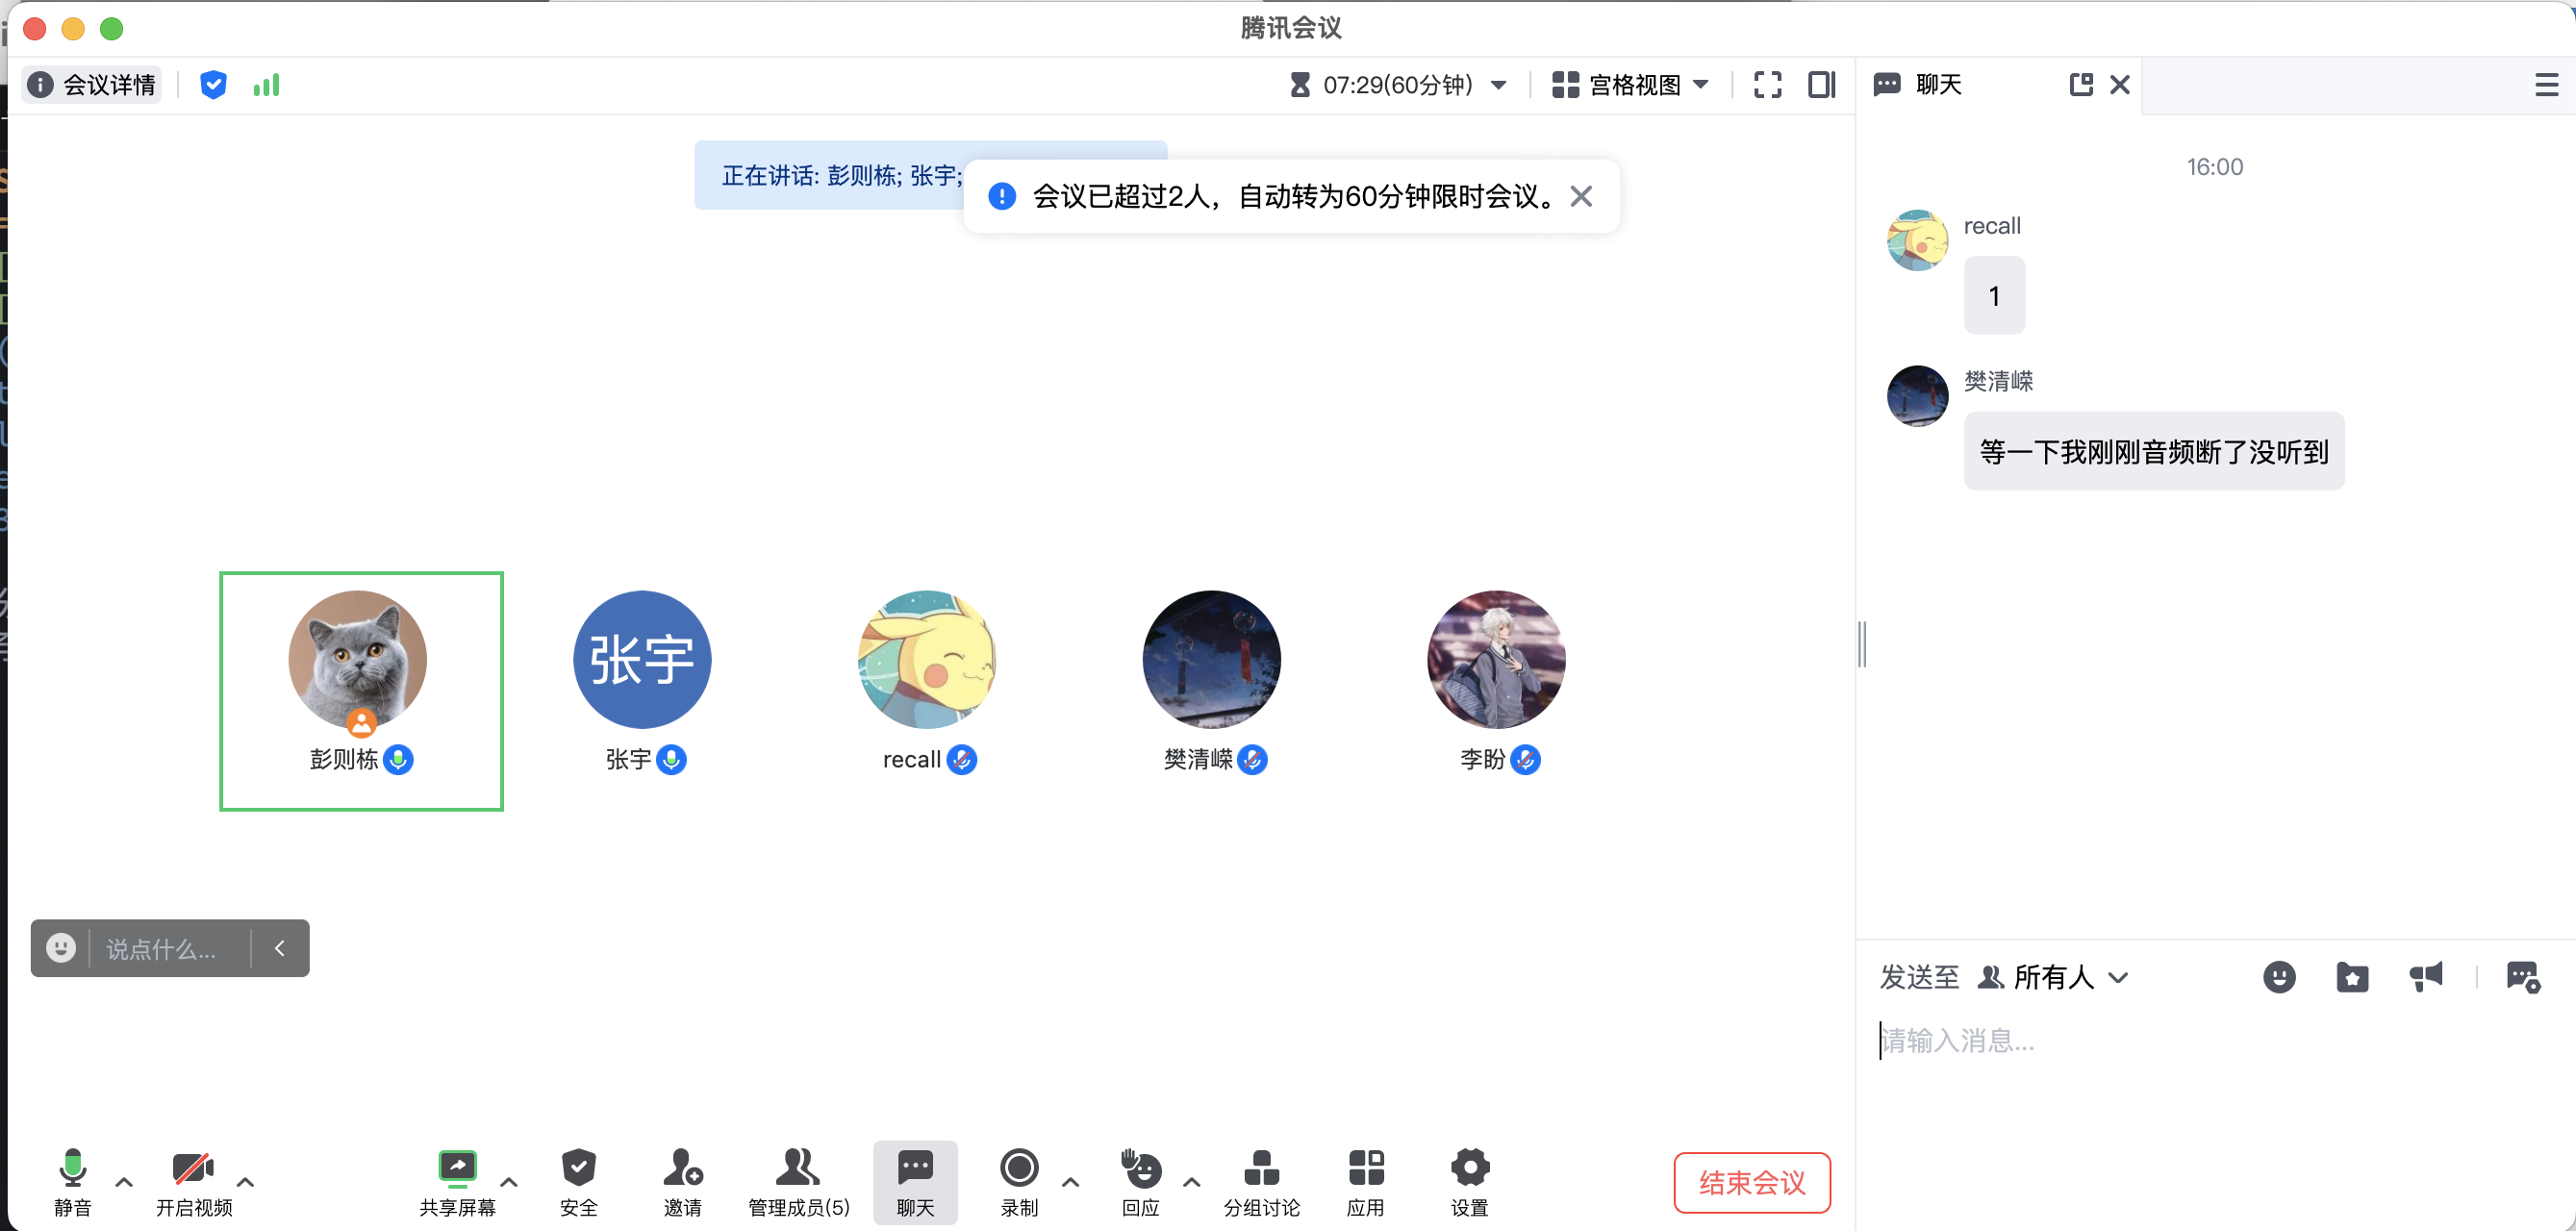 腾讯会议
会议详情
07:29(60分钟)
宫格视图
聊天
正在讲话: 彭则栋; 张宇;
会议已超过2人，自动转为60分钟限时会议。
16:00
recall
1
樊清嵘
等一下我刚刚音频断了没听到
张宇
彭则栋
张宇
recall
樊清嵘
李盼
说点什么...
发送至 所有人
请输入消息...
静音
开启视频
共享屏幕
安全
邀请
管理成员(5)
聊天
录制
回应
分组讨论
应用
设置
结束会议